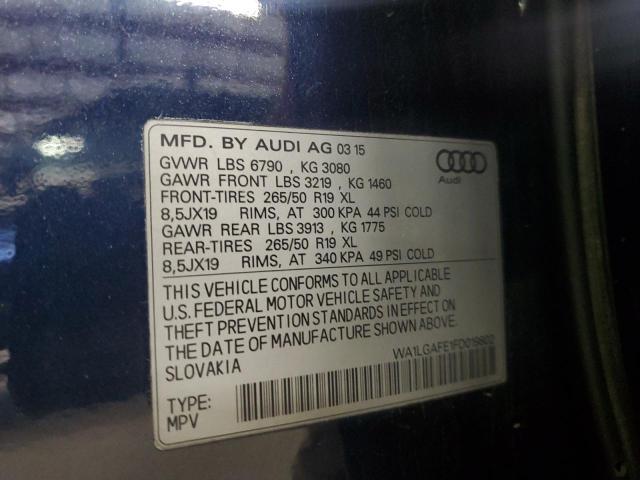 MFD. BY AUDI AG 03 15
GVWR LBS 6790 , KG 3080
GAWR FRONT LBS 3219 , KG 1460
FRONT-TIRES 265/50 R19 XL
8,5JX19 RIMS, AT 300 KPA 44 PSI COLD
GAWR REAR LBS 3913 , KG 1775
REAR-TIRES 265/50 R19 XL
8,5JX19 RIMS, AT 340 KPA 49 PSI COLD
Audi
THIS VEHICLE CONFORMS TO ALL APPLICABLE
U.S. FEDERAL MOTOR VEHICLE SAFETY AND
THEFT PREVENTION STANDARDS IN EFFECT ON
THE DATE OF MANUFACTURE SHOWN ABOVE.
SLOVAKIA
WA1LGAFE1FD019802
TYPE:
MPV